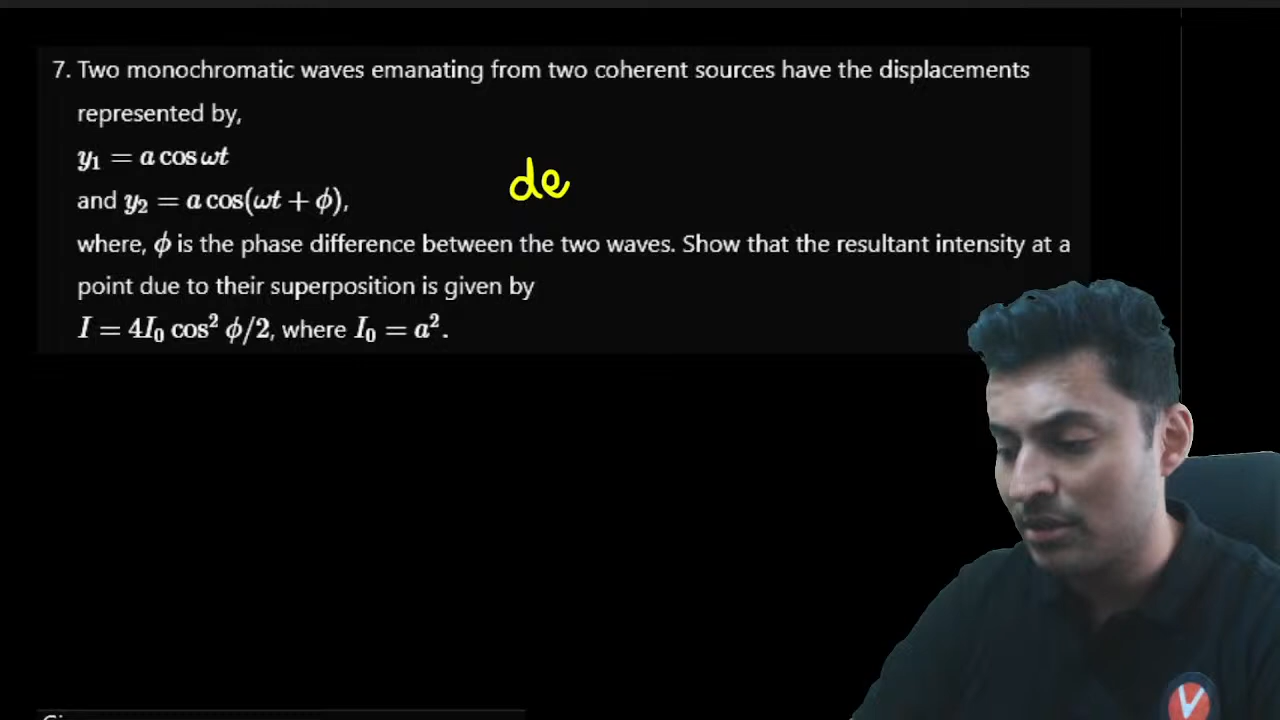 7. Two monochromatic waves emanating from two coherent sources have the displacements
represented by,
y₁ = a cos ωt
and y₂ = a cos(ωt + ϕ),
de
where, ϕ is the phase difference between the two waves. Show that the resultant intensity at a
point due to their superposition is given by
I = 4I₀ cos² ϕ/2, where I₀ = a².